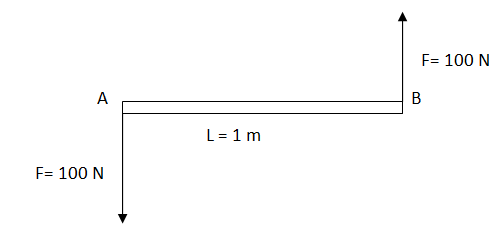 F= 100 N
A
B
L = 1 m
F= 100 N